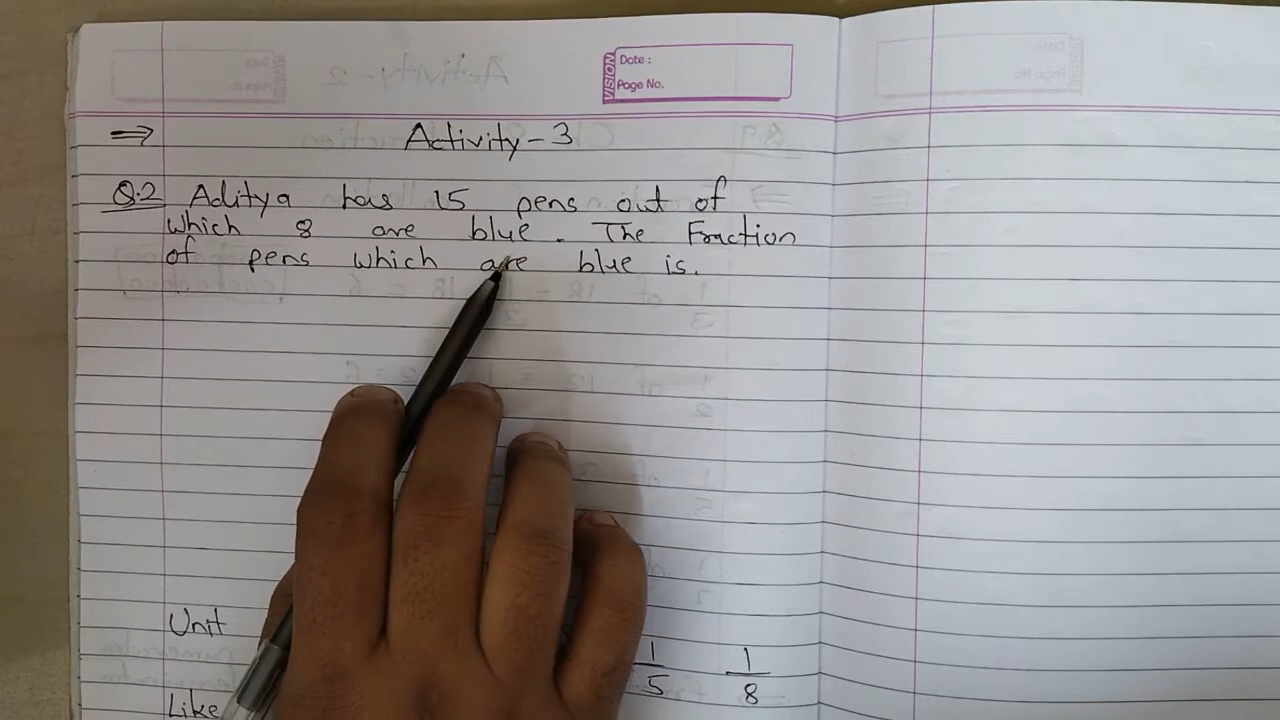 VISION
Date :
Page No.
⇒ Activity-3
Q.2 Aditya has 15 pens out of
which 8 are blue. The Fraction
of pens which are blue is.
Unit
1/5 1/8
Like